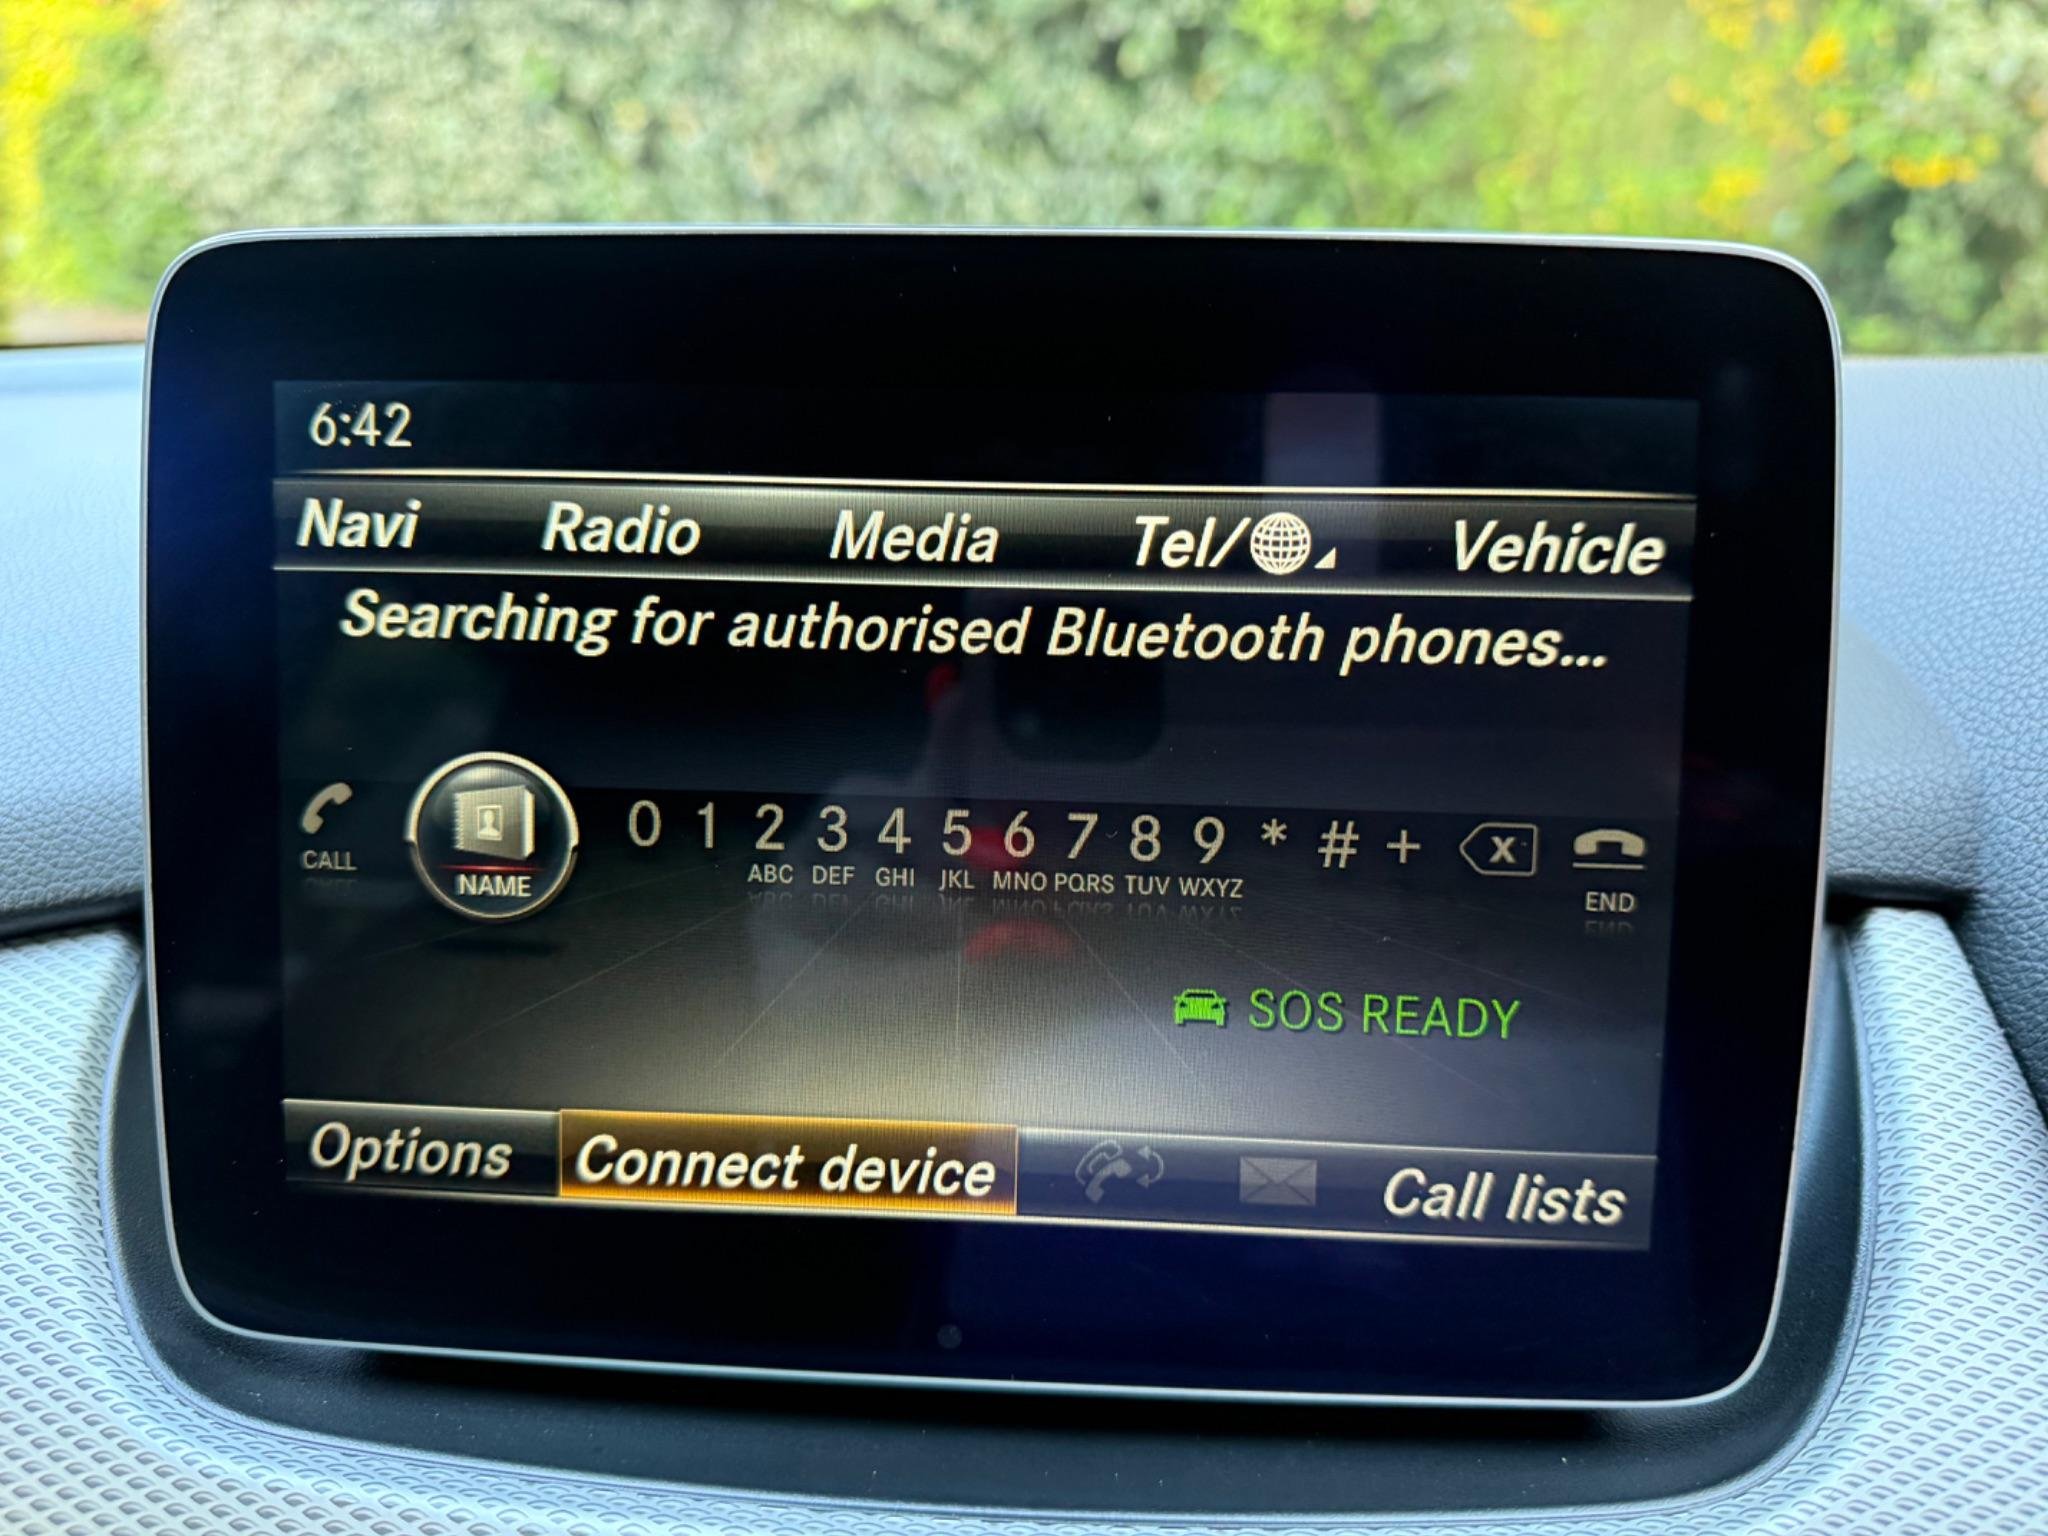 6:42
Navi Radio Media Tel/ Vehicle
Searching for authorised Bluetooth phones...
0 1 2 3 4 5 6 7 8 9 * # + X
CALL NAME ABC DEF GHI JKL MNO PQRS TUV WXYZ END
SOS READY
Options Connect device Call lists